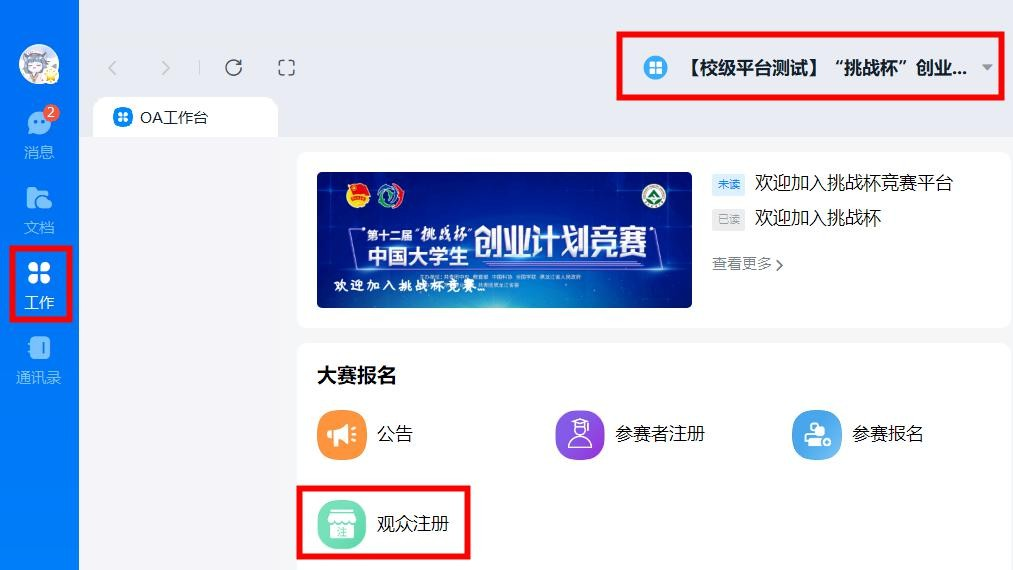 【校级平台测试】“挑战�”创业...
OA工作台
2
消息
文档
工作
通讯录
第十二届“挑战杯”
中国大学生
创业计划竞赛
欢迎加入挑战杯竞赛...
未读 欢迎加入挑战杯竞赛平台
已读 欢迎加入挑战杯
查看更多
大赛报名
公告
参赛者注册
参赛报名
注
观众注册